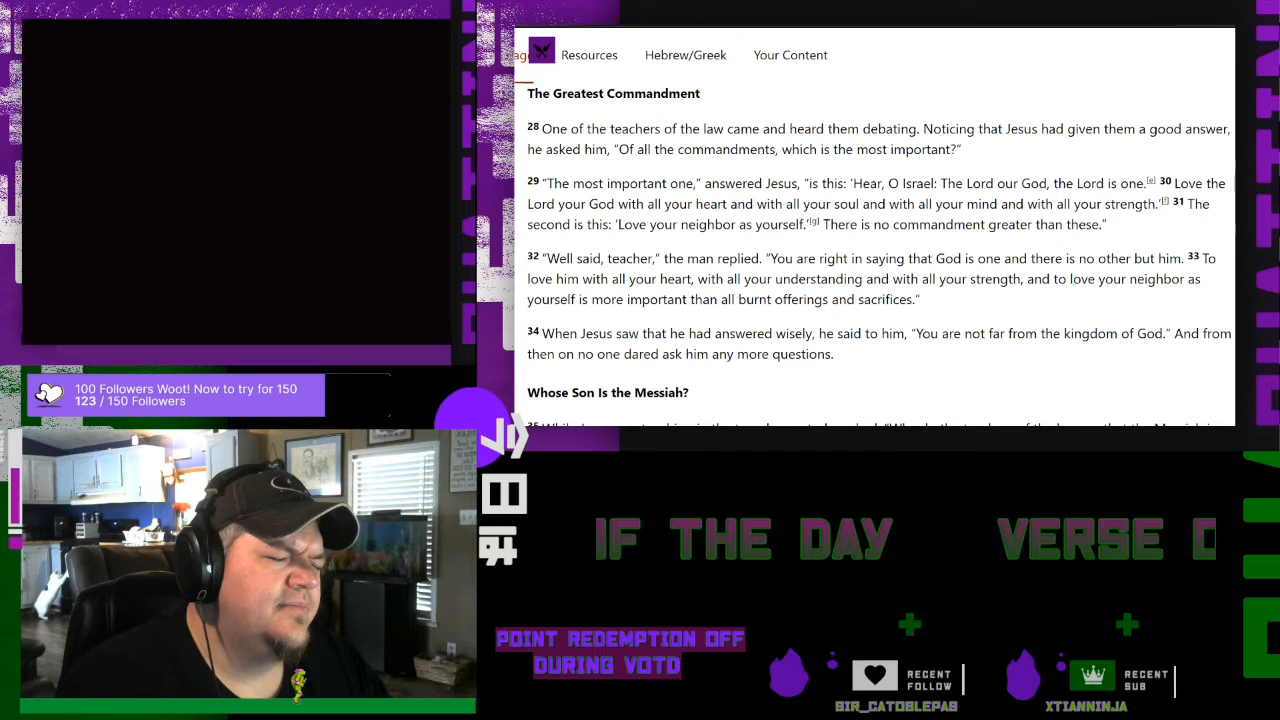 Resources Hebrew/Greek Your Content
The Greatest Commandment
28 One of the teachers of the law came and heard them debating. Noticing that Jesus had given them a good answer,
he asked him, “Of all the commandments, which is the most important?”
29 “The most important one,” answered Jesus, “is this: ‘Hear, O Israel: The Lord our God, the Lord is one.[e] 30 Love the
Lord your God with all your heart and with all your soul and with all your mind and with all your strength.’[f] 31 The
second is this: ‘Love your neighbor as yourself.’[g] There is no commandment greater than these.”
32 “Well said, teacher,” the man replied. “You are right in saying that God is one and there is no other but him. 33 To
love him with all your heart, with all your understanding and with all your strength, and to love your neighbor as
yourself is more important than all burnt offerings and sacrifices.”
34 When Jesus saw that he had answered wisely, he said to him, “You are not far from the kingdom of God.” And from
then on no one dared ask him any more questions.
Whose Son Is the Messiah?
100 Followers Woot! Now to try for 150
123 / 150 Followers
THE DAY VERSE
POINT REDEMPTION OFF
DURING VOTD
RECENT
FOLLOW
SIR_CATOBLEPAS
RECENT
SUB
XTIANNINJA